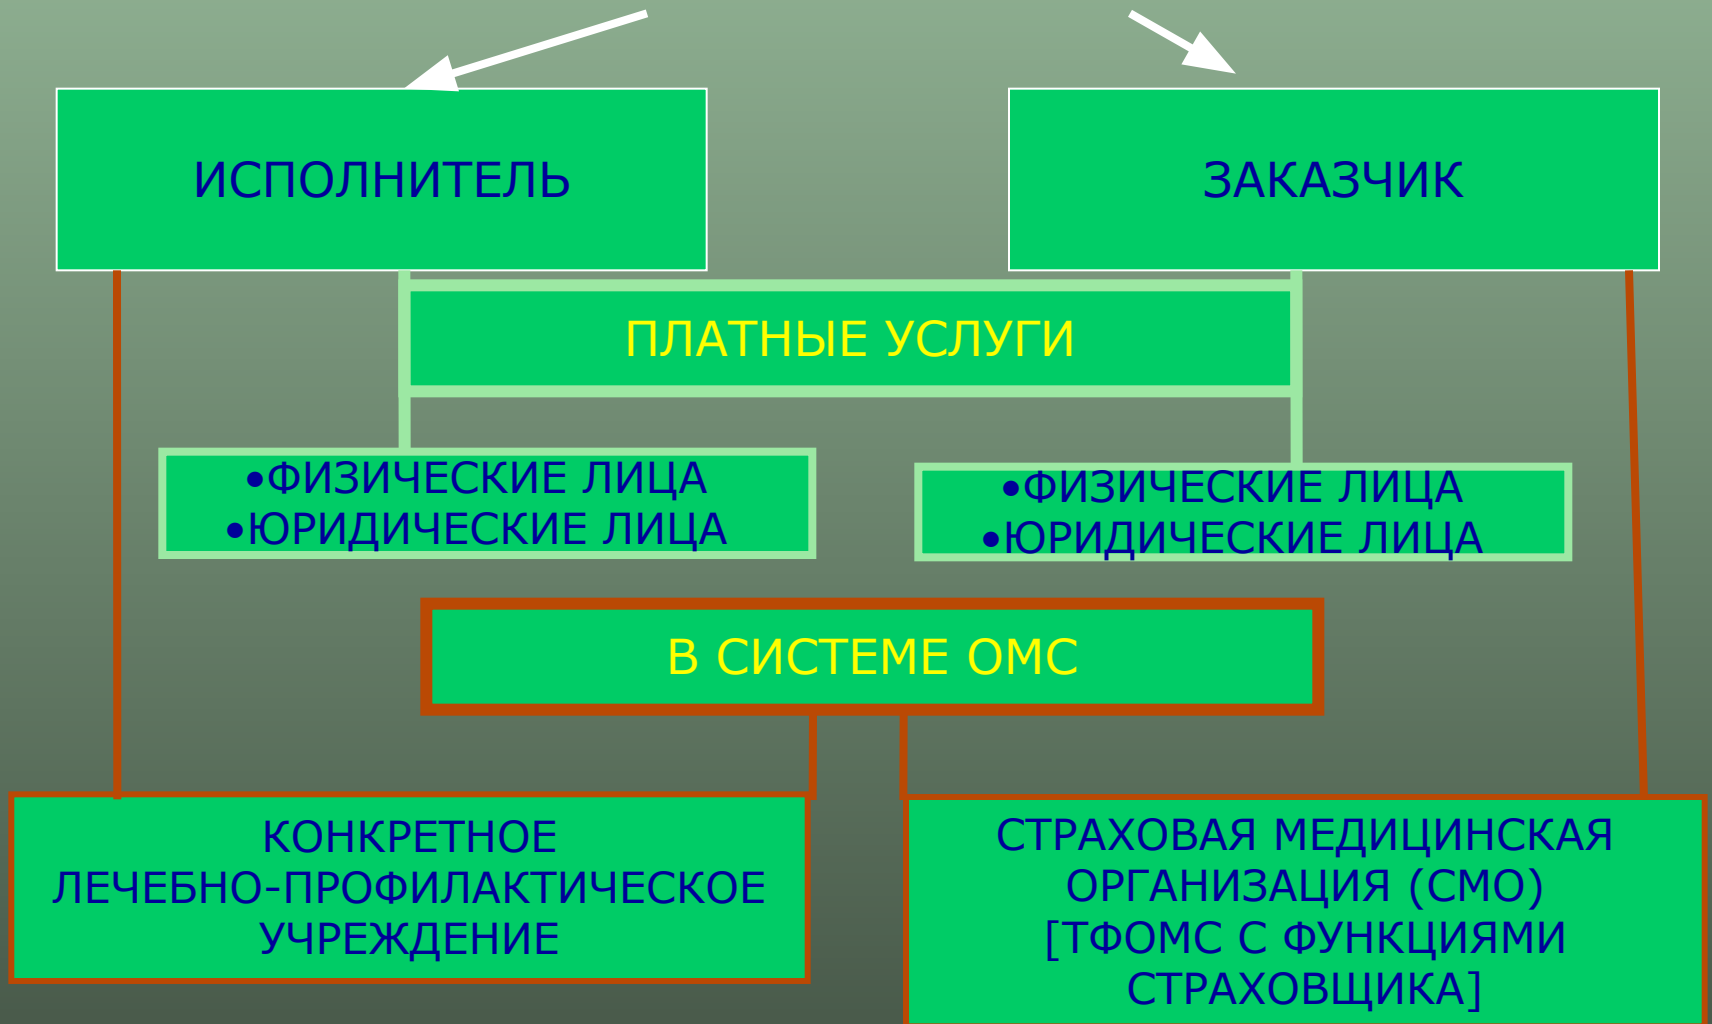 ИСПОЛНИТЕЛЬ
ЗАКАЗЧИК
ПЛАТНЫЕ УСЛУГИ
•ФИЗИЧЕСКИЕ ЛИЦА
•ЮРИДИЧЕСКИЕ ЛИЦА
•ФИЗИЧЕСКИЕ ЛИЦА
•ЮРИДИЧЕСКИЕ ЛИЦА
В СИСТЕМЕ ОМС
КОНКРЕТНОЕ
ЛЕЧЕБНО-ПРОФИЛАКТИЧЕСКОЕ
УЧРЕЖДЕНИЕ
СТРАХОВАЯ МЕДИЦИНСКАЯ
ОРГАНИЗАЦИЯ (СМО)
[ТФОМС С ФУНКЦИЯМИ
СТРАХОВЩИКА]